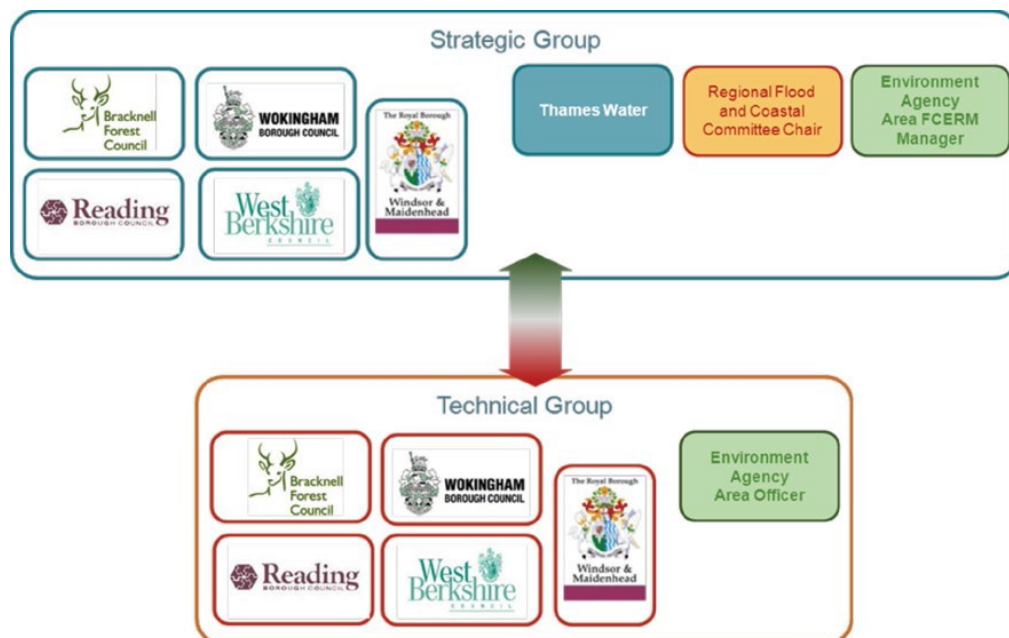 Strategic Group
Bracknell
Forest
Council
WOKINGHAM
BOROUGH COUNCIL
The Royal Borough
Windsor &
Maidenhead
Reading
BOROUGH COUNCIL
West
Berkshire
COUNCIL
Thames Water
Regional Flood
and Coastal
Committee Chair
Environment
Agency
Area FCERM
Manager
Technical Group
Bracknell
Forest
Council
WOKINGHAM
BOROUGH COUNCIL
The Royal Borough
Windsor &
Maidenhead
Reading
BOROUGH COUNCIL
West
Berkshire
COUNCIL
Environment
Agency
Area Officer